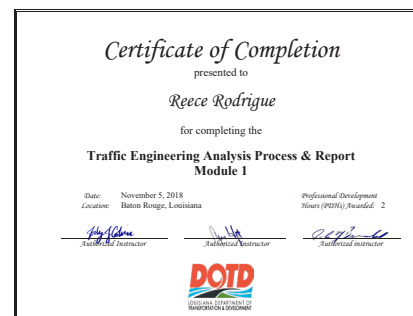 Certificate of Completion
presented to
Reece Rodrigue
for completing the
Traffic Engineering Analysis Process & Report
Module 1
Date: November 5, 2018
Location: Baton Rouge, Louisiana
Professional Development
Hours (PDHs) Awarded: 2
Authorized Instructor
Authorized Instructor
Authorized instructor
DOTD
LOUISIANA DEPARTMENT OF
TRANSPORTATION & DEVELOPMENT